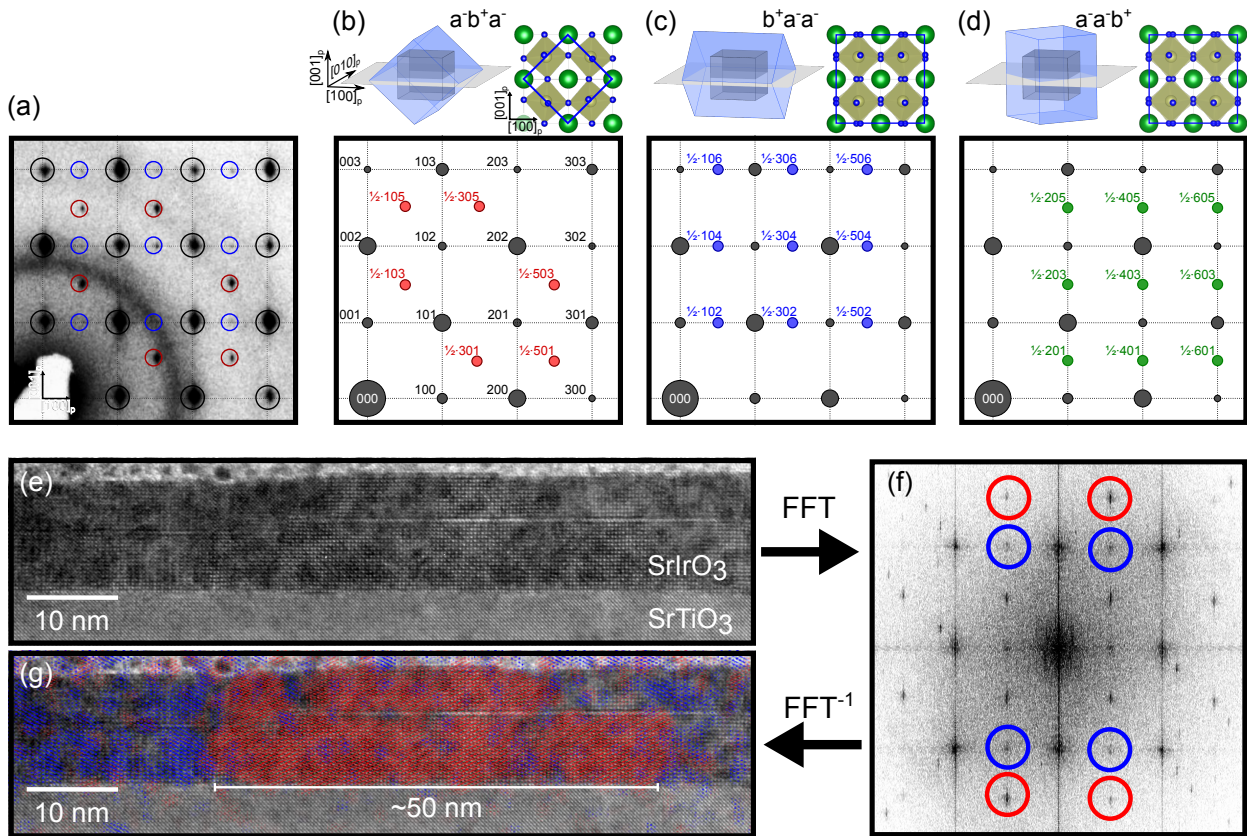 (b) a⁻b⁺a⁻
(c) b⁺a⁻a⁻
(d) a⁻a⁻b⁺
[001]p
[010]p
[100]p
[001]p
[100]p
(a)
003 103 203 303
½·105 ½·305
002 102 202 302
½·103 ½·503
001 101 201 301
½·301 ½·501
000 100 200 300
½·106 ½·306 ½·506
½·104 ½·304 ½·504
½·102 ½·302 ½·502
000
½·205 ½·405 ½·605
½·203 ½·403 ½·603
½·201 ½·401 ½·601
000
(e)
SrIrO₃
10 nm
SrTiO₃
FFT
(f)
(g)
10 nm
~50 nm
FFT⁻¹